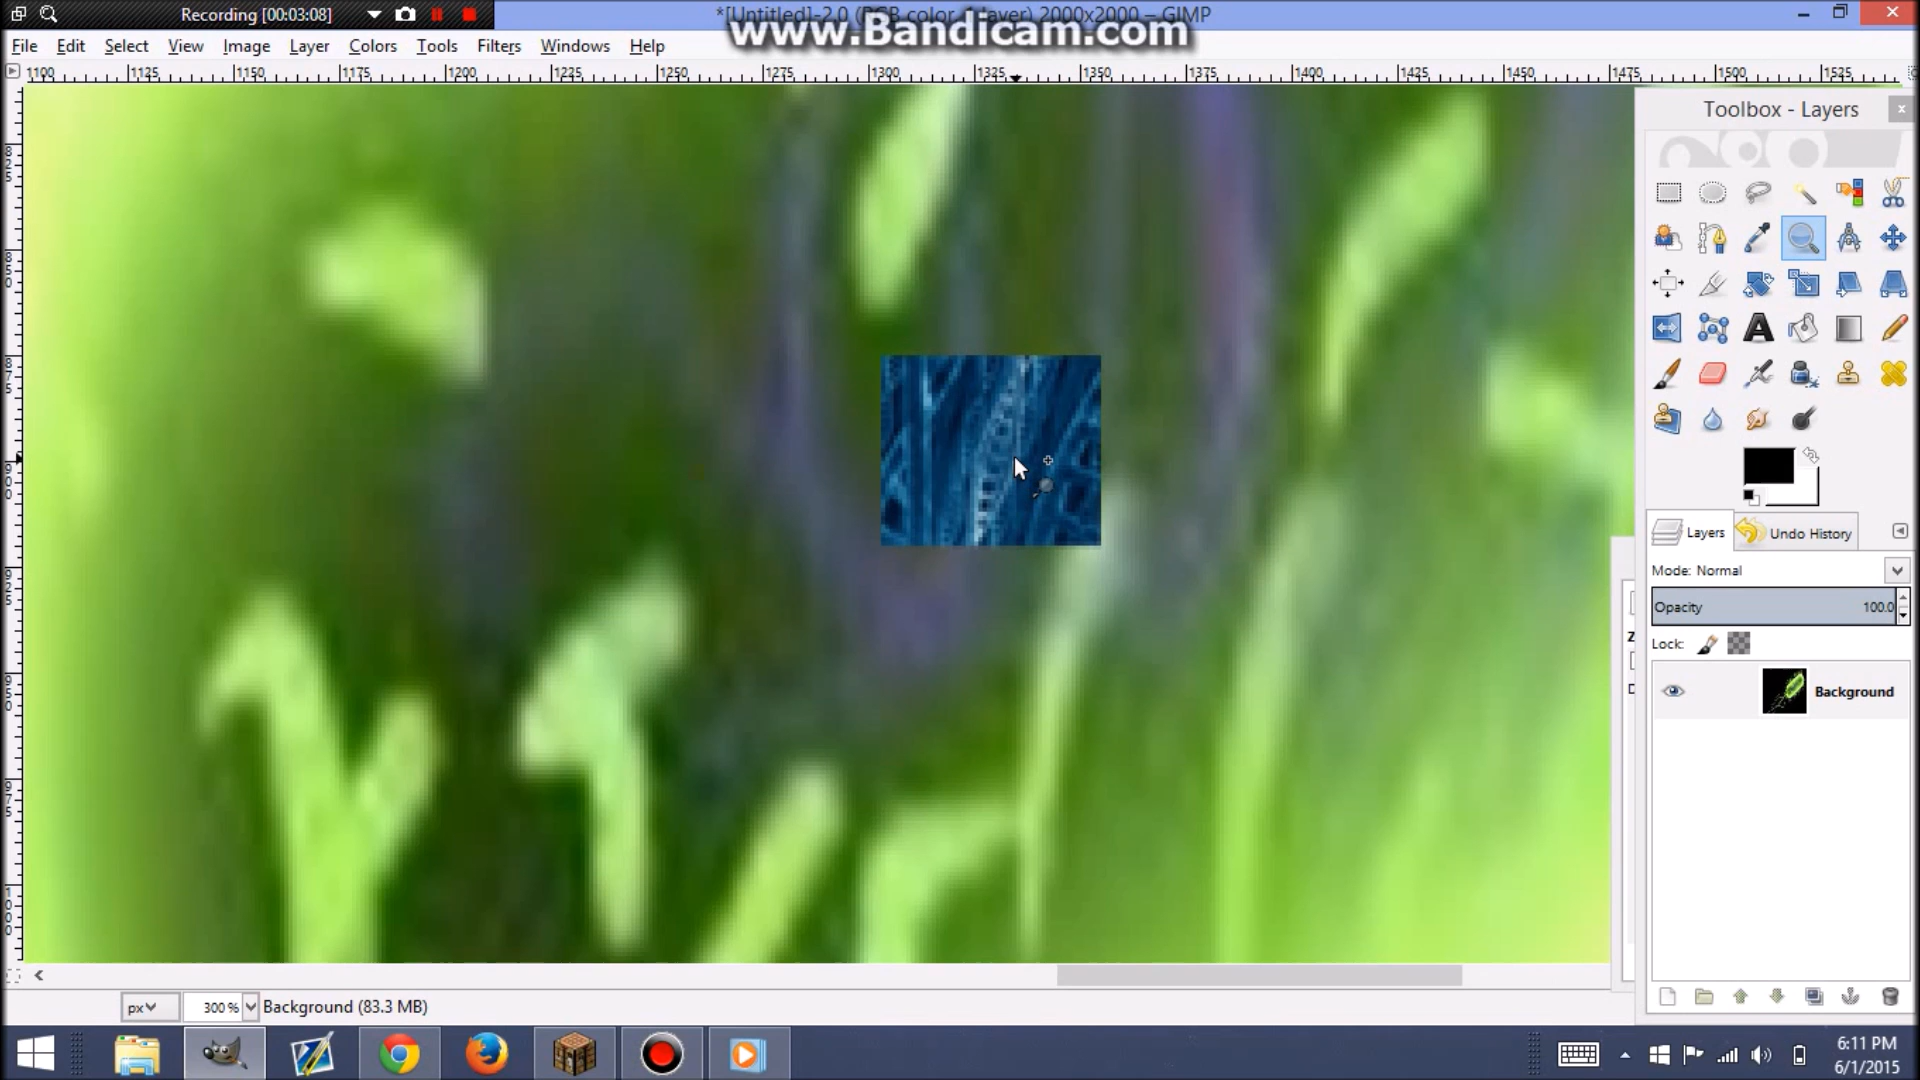 Recording [00:03:08]
*[Untitled]-2.0 (RGB color, 1 layer) 2000x2000 – GIMP
www.Bandicam.com
File Edit Select View Image Layer Colors Tools Filters Windows Help
1100 1125 1150 1175 1200 1225 1250 1275 1300 1325 1350 1375 1400 1425 1450 1475 1500 1525
Toolbox - Layers
Layers Undo History
Mode: Normal
Opacity 100.0
Lock:
Background
px 300 % Background (83.3 MB)
6:11 PM
6/1/2015